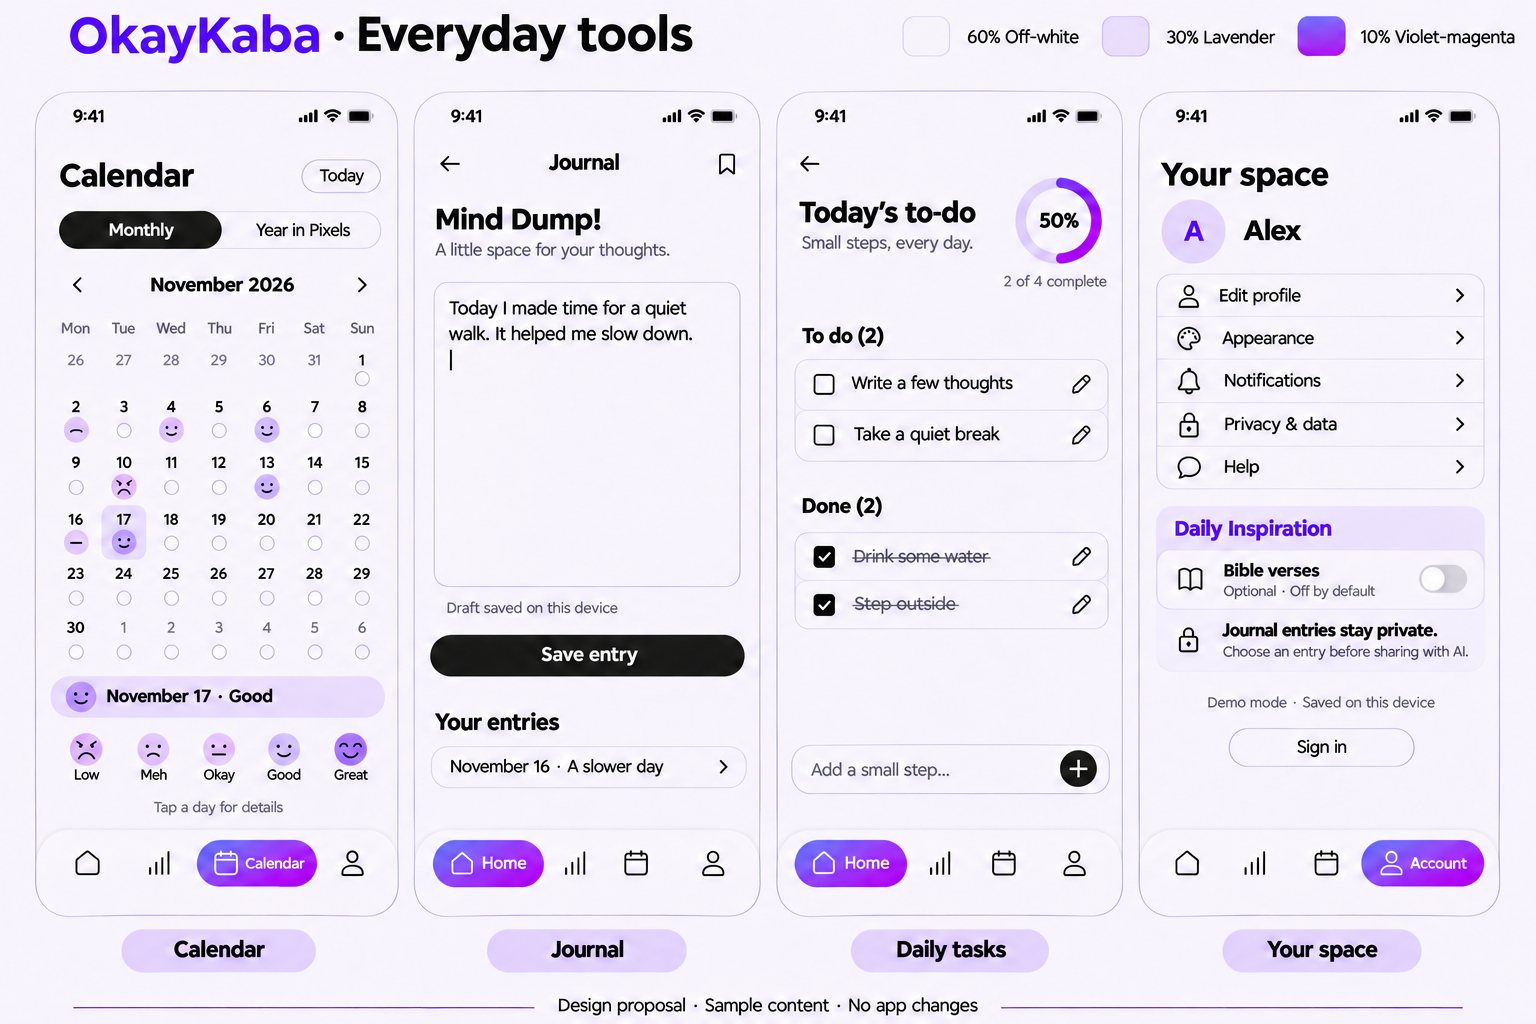 OkayKaba · Everyday tools
60% Off-white
30% Lavender
10% Violet-magenta
9:41
Calendar
Today
Monthly
Year in Pixels
November 2026
Mon Tue Wed Thu Fri Sat Sun
26 27 28 29 30 31 1
2 3 4 5 6 7 8
9 10 11 12 13 14 15
16 17 18 19 20 21 22
23 24 25 26 27 28 29
30 1 2 3 4 5 6
November 17 · Good
Low Meh Okay Good Great
Tap a day for details
Calendar
Calendar
9:41
Journal
Mind Dump!
A little space for your thoughts.
Today I made time for a quiet
walk. It helped me slow down.
Draft saved on this device
Save entry
Your entries
November 16 · A slower day
Home
Journal
9:41
Today's to-do
Small steps, every day.
50%
2 of 4 complete
To do (2)
Write a few thoughts
Take a quiet break
Done (2)
Drink some water
Step outside
Add a small step...
Home
Daily tasks
9:41
Your space
A
Alex
Edit profile
Appearance
Notifications
Privacy & data
Help
Daily Inspiration
Bible verses
Optional · Off by default
Journal entries stay private.
Choose an entry before sharing with AI.
Demo mode · Saved on this device
Sign in
Account
Your space
Design proposal · Sample content · No app changes